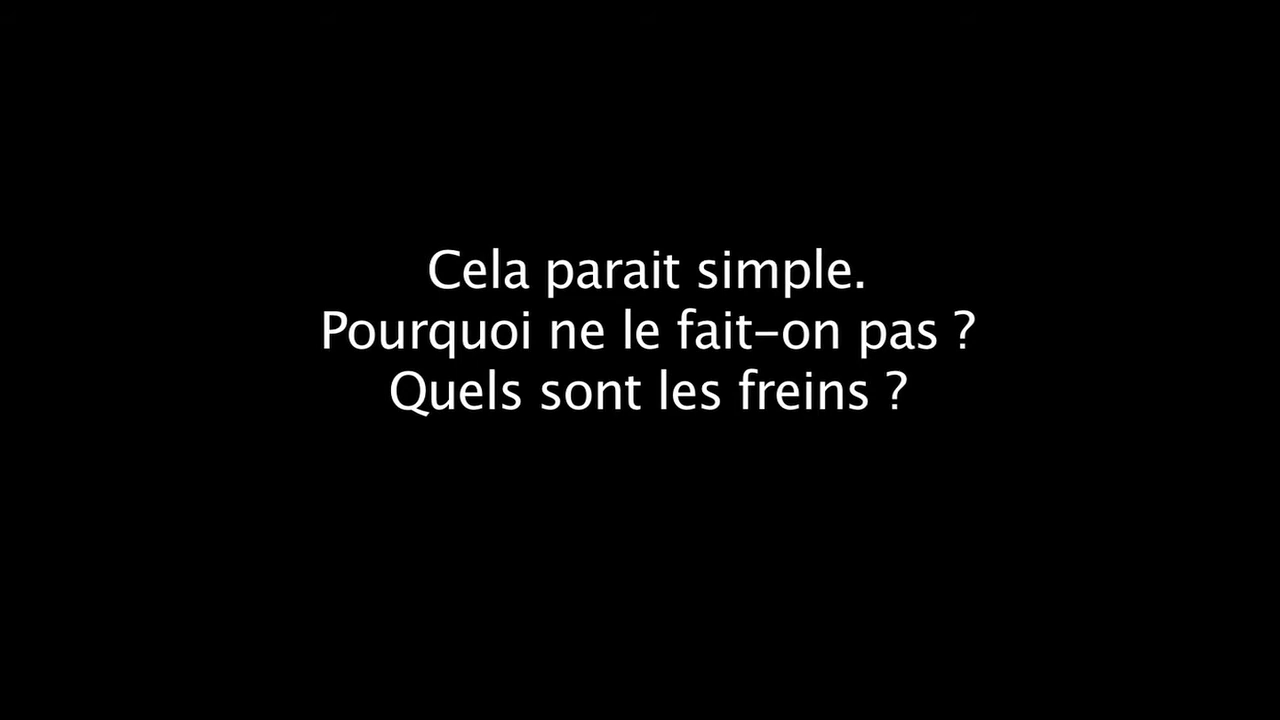 Cela parait simple.
Pourquoi ne le fait-on pas ?
Quels sont les freins ?